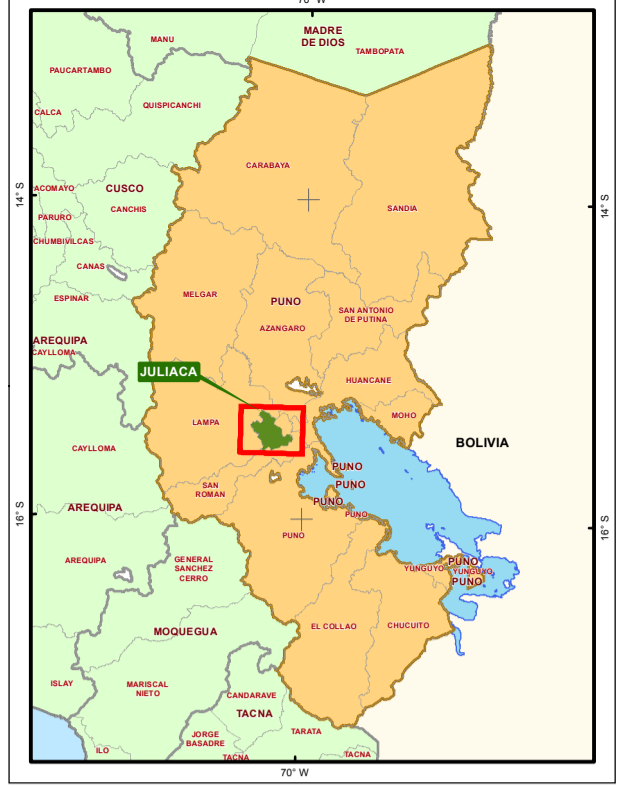 70° W
MADRE
DE DIOS
MANU
TAMBOPATA
PAUCARTAMBO
QUISPICANCHI
CALCA
CARABAYA
14° S
14° S
ACOMAYO
CUSCO
SANDIA
CANCHIS
PARURO
CHUMBIVILCAS
CANAS
ESPINAR
MELGAR
PUNO
SAN ANTONIO
DE PUTINA
AZANGARO
AREQUIPA
CAYLLOMA
JULIACA
HUANCANE
LAMPA
MOHO
BOLIVIA
CAYLLOMA
PUNO
PUNO
SAN
ROMAN
PUNO
AREQUIPA
PUNO
16° S
16° S
PUNO
AREQUIPA
GENERAL
SANCHEZ
CERRO
PUNO
YUNGUYO
YUNGUYO
PUNO
MOQUEGUA
EL COLLAO
CHUCUITO
ISLAY
MARISCAL
NIETO
CANDARAVE
TACNA
JORGE
BASADRE
TARATA
ILO
TACNA
TACNA
70° W